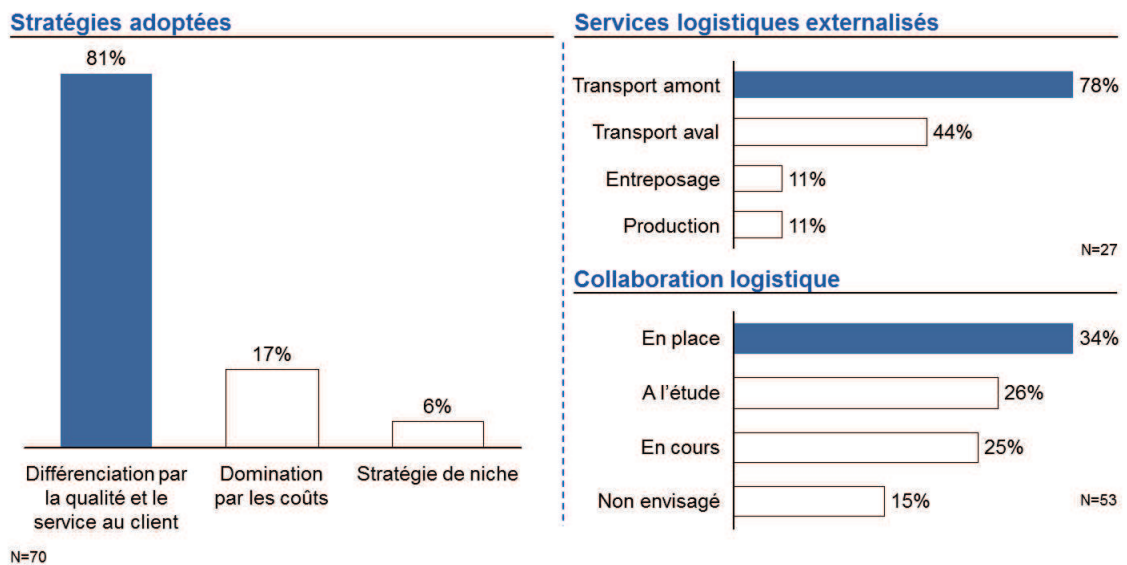 Stratégies adoptées
81%
17%
6%
Différenciation par
la qualité et le
service au client
Domination
par les coûts
Stratégie de niche
N=70
Services logistiques externalisés
Transport amont 78%
Transport aval 44%
Entreposage 11%
Production 11%
N=27
Collaboration logistique
En place 34%
A l'étude 26%
En cours 25%
Non envisagé 15%
N=53